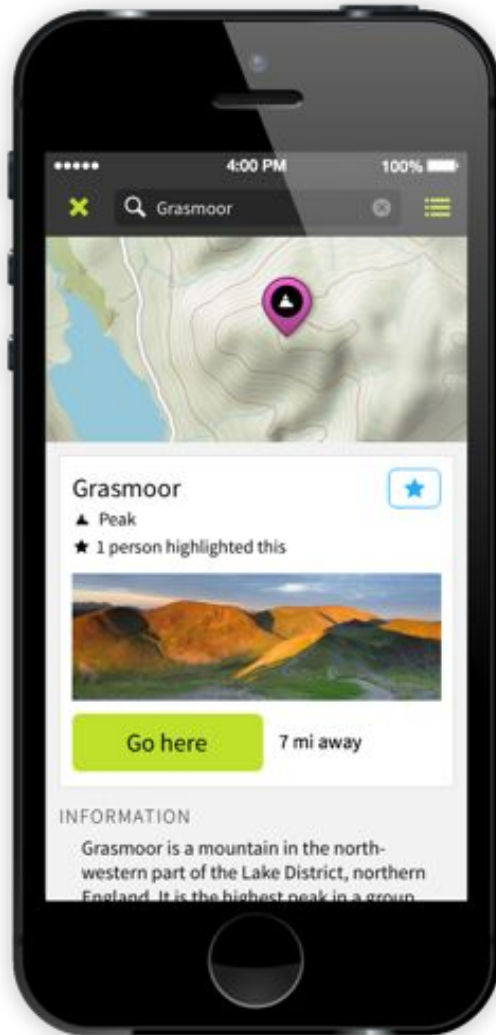 4:00 PM
100%
Grasmoor
Grasmoor
Peak
1 person highlighted this
Go here
7 mi away
INFORMATION
Grasmoor is a mountain in the north-
western part of the Lake District, northern
England. It is the highest peak in a group